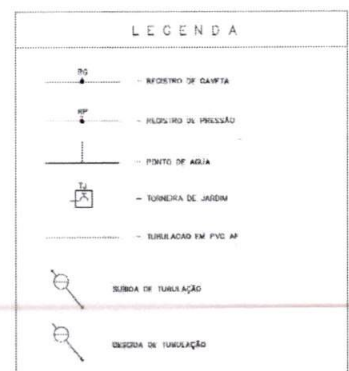 LEGENDA
RG
- REGISTRO DE GAVETA
RP
- REGISTRO DE PRESSÃO
- PONTO DE AGUA
TJ
- TORNEIRA DE JARDIM
- TUBULACAO EM PVC AF
SUBIDA DE TUBULAÇÃO
DESCIDA DE TUBULAÇÃO